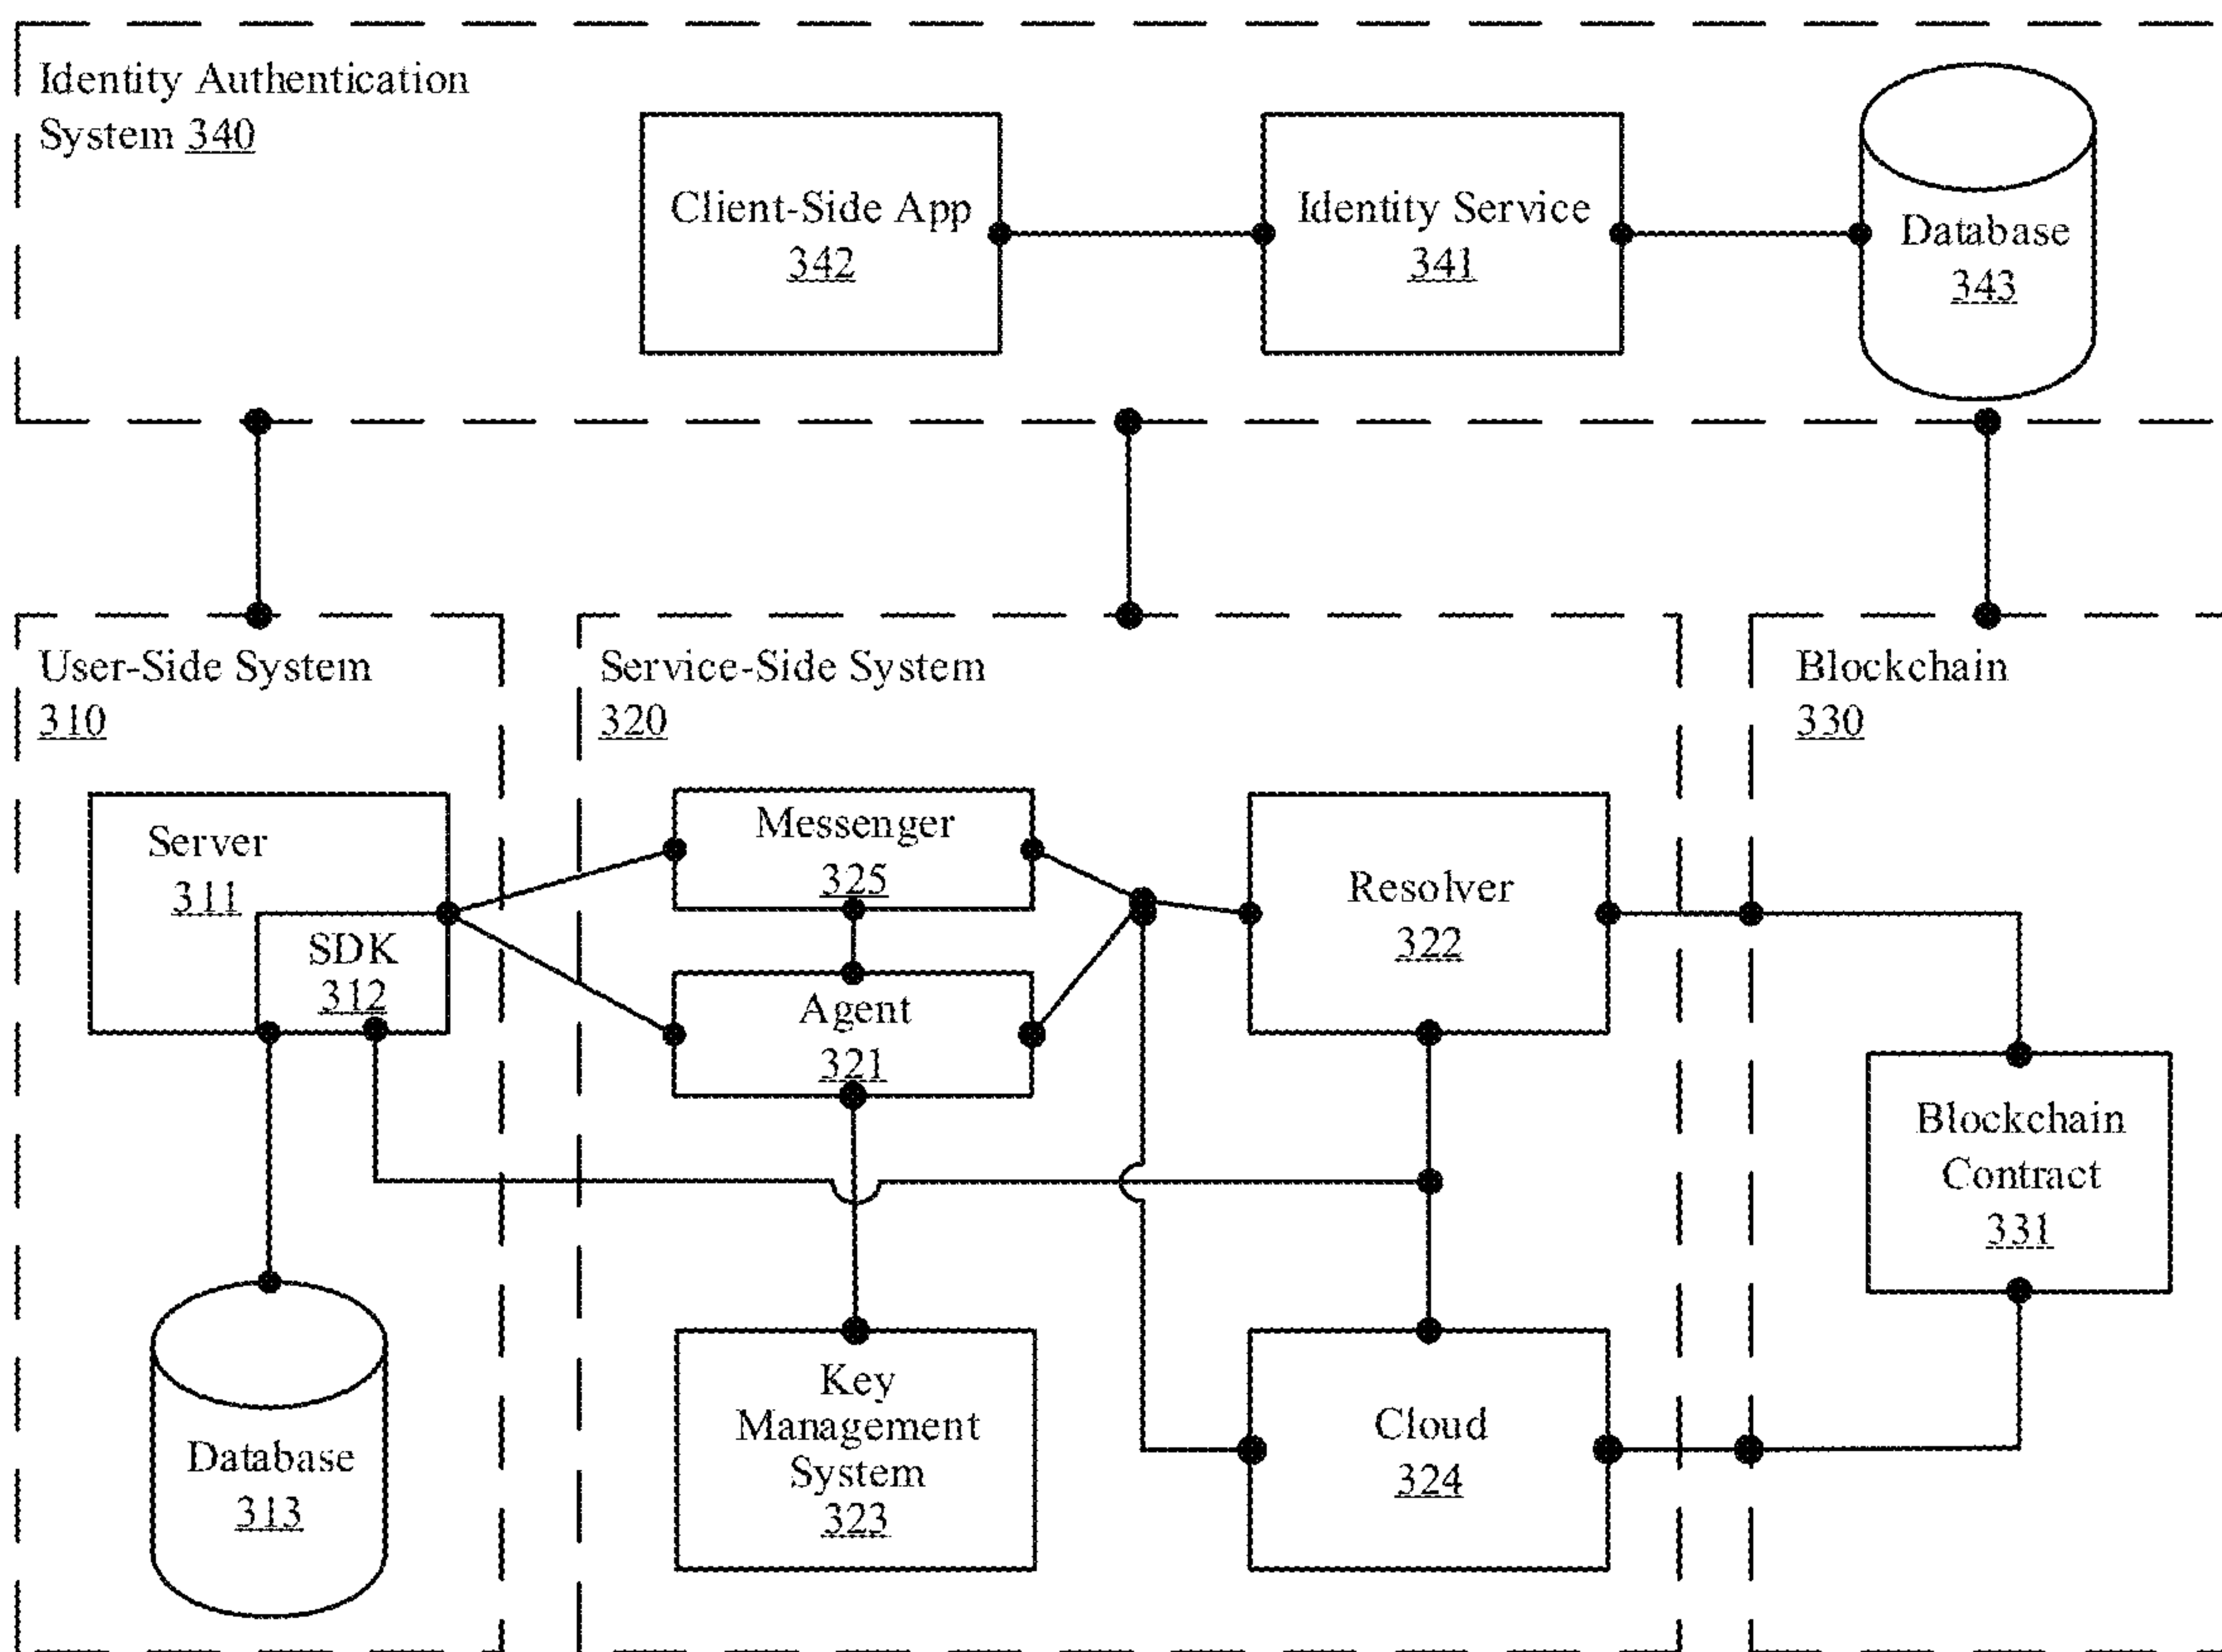 Identity Authentication
System 340
Client-Side App
342
Identity Service
341
Database
343
User-Side System
310
Server
311
SDK
312
Database
313
Service-Side System
320
Messenger
325
Agent
321
Key
Management
System
323
Resolver
322
Cloud
324
Blockchain
330
Blockchain
Contract
331